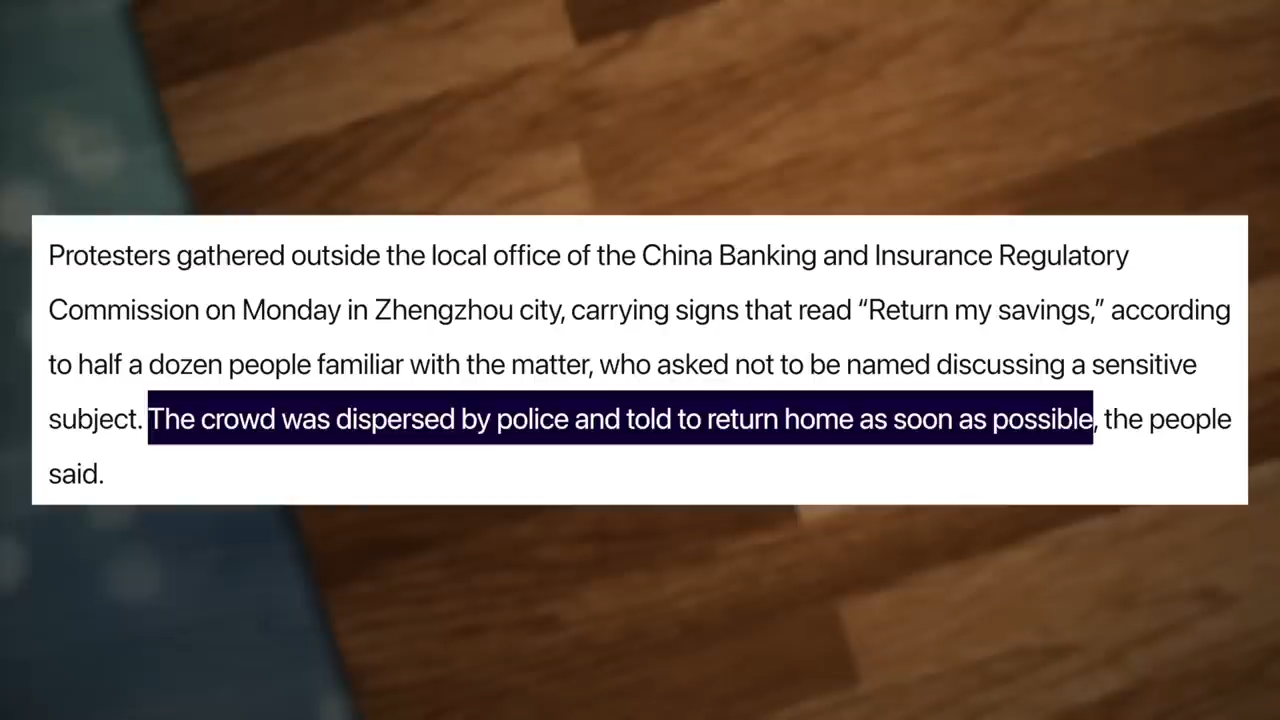 Protesters gathered outside the local office of the China Banking and Insurance Regulatory
Commission on Monday in Zhengzhou city, carrying signs that read “Return my savings,” according
to half a dozen people familiar with the matter, who asked not to be named discussing a sensitive
subject. The crowd was dispersed by police and told to return home as soon as possible, the people
said.